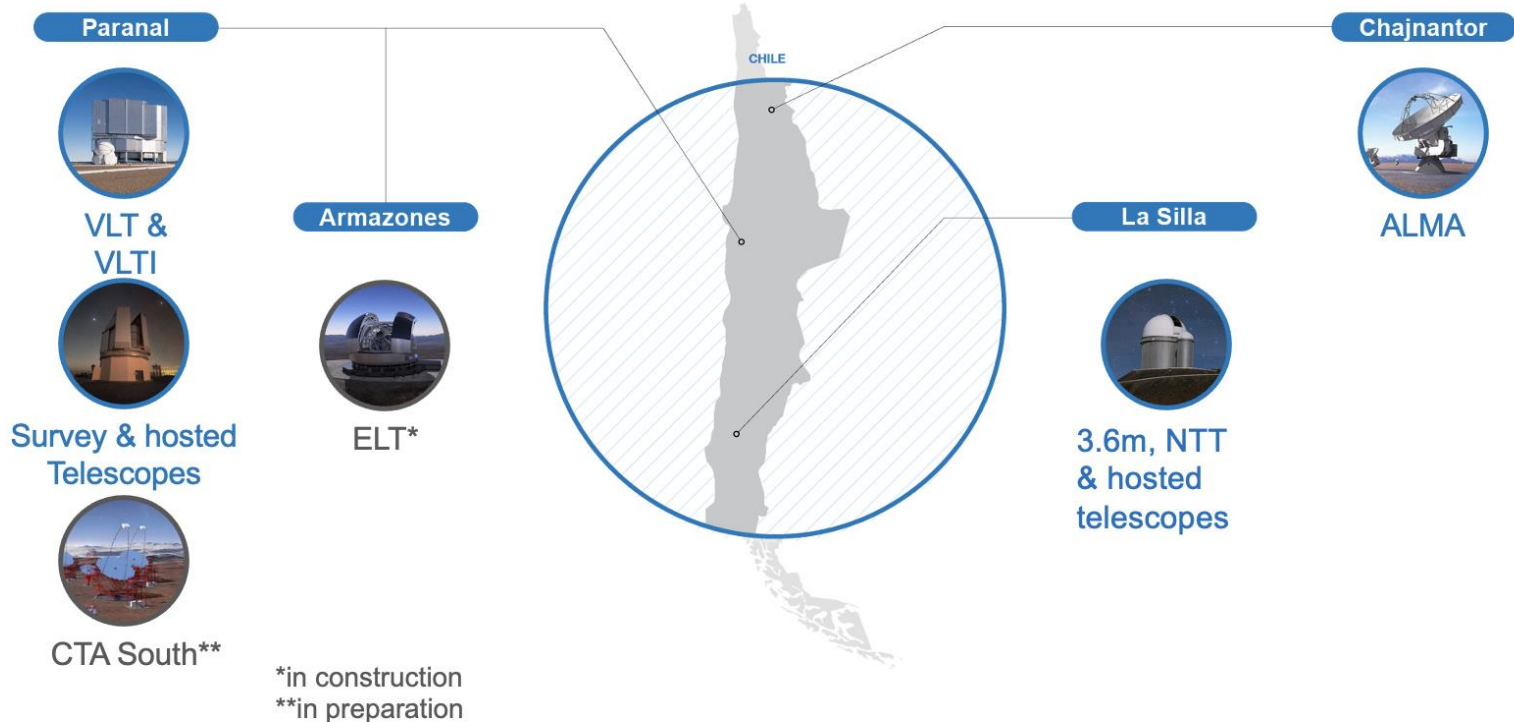 Paranal
VLT &
VLTI
Survey & hosted
Telescopes
CTA South**
Armazones
ELT*
*in construction
**in preparation
CHILE
La Silla
3.6m, NTT
& hosted
telescopes
Chajnantor
ALMA